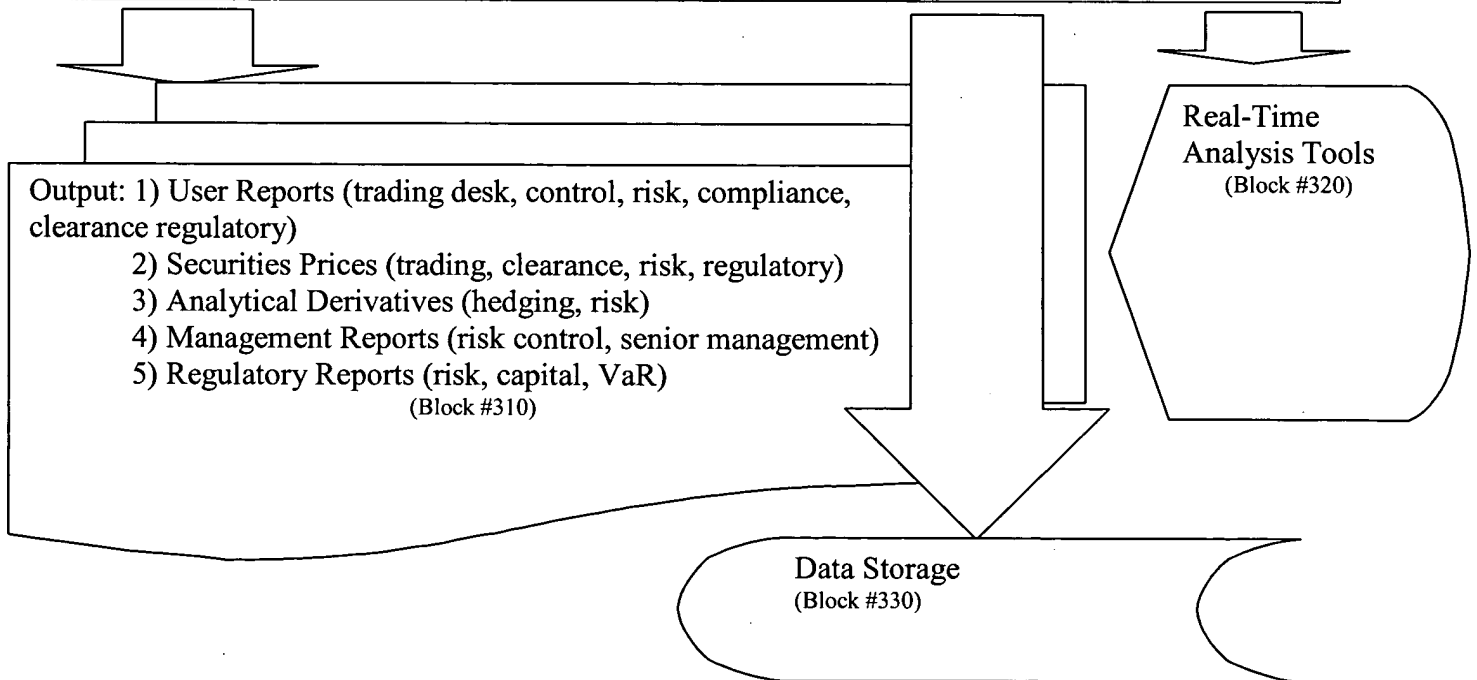 Output: 1) User Reports (trading desk, control, risk, compliance,
clearance regulatory)
2) Securities Prices (trading, clearance, risk, regulatory)
3) Analytical Derivatives (hedging, risk)
4) Management Reports (risk control, senior management)
5) Regulatory Reports (risk, capital, VaR)
(Block #310)
Real-Time
Analysis Tools
(Block #320)
Data Storage
(Block #330)